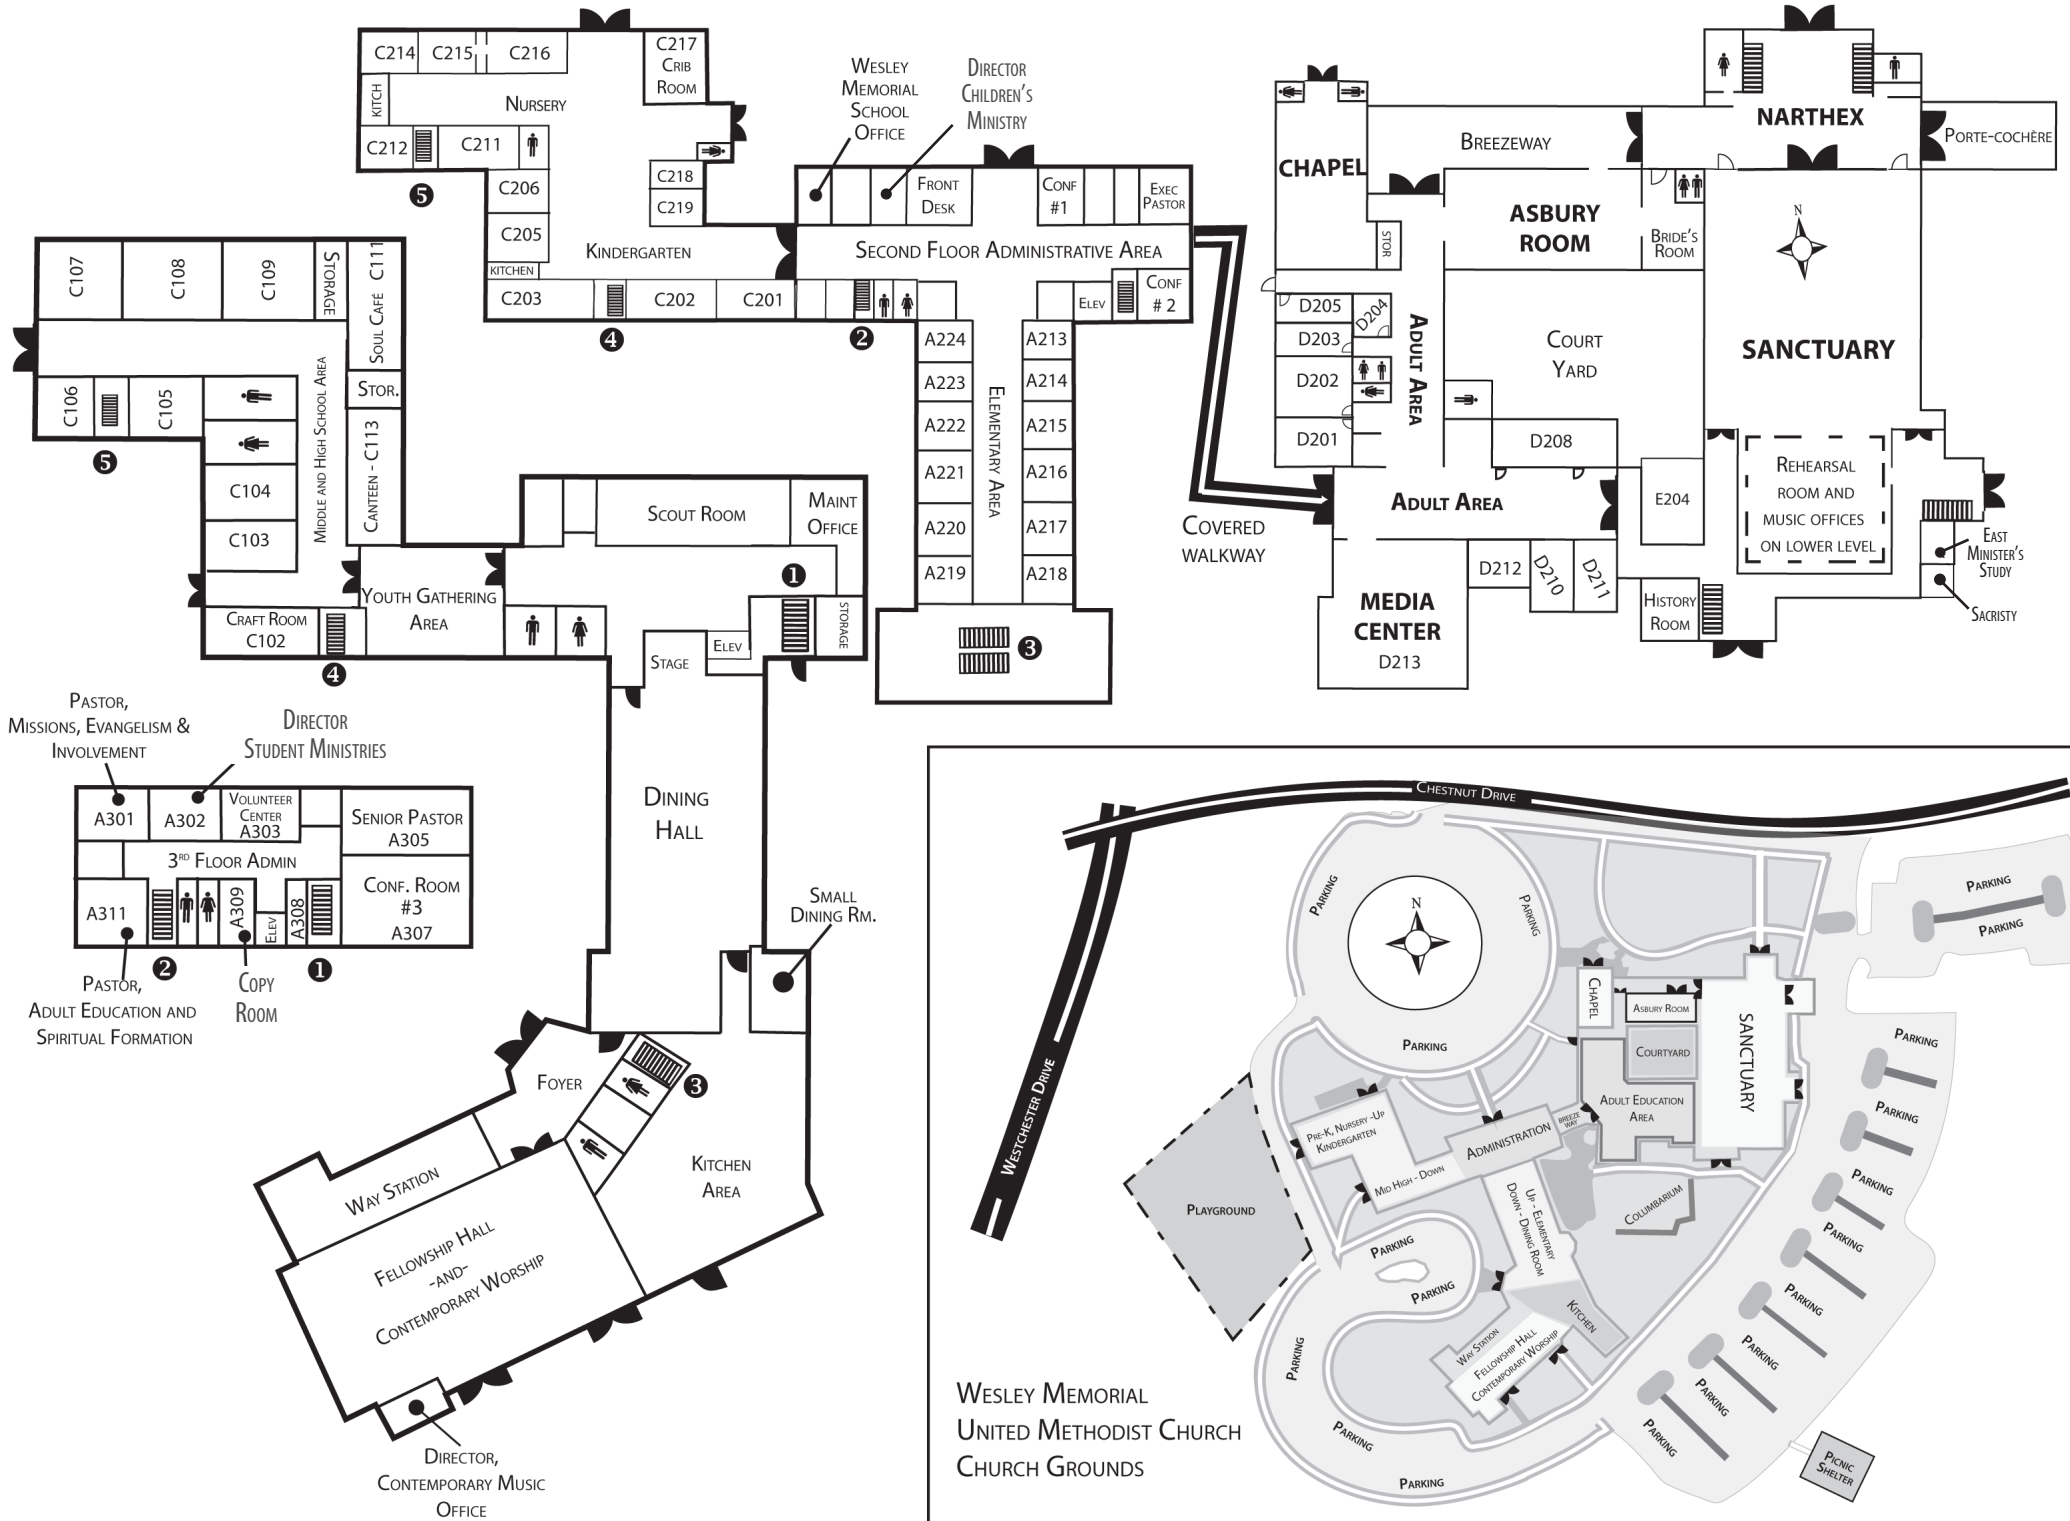 C214
C215
C216
C217
Crib
Room
Kitch
Nursery
C212
C211
5
C206
C218
C219
C205
Kindergarten
Kitchen
C203
C202
C201
4
2
Wesley
Memorial
School
Office
Director
Children's
Ministry
Front
Desk
Conf
#1
Exec
Pastor
Second Floor Administrative Area
Elev
Conf
# 2
A224
A223
A222
A221
A220
A219
Elementary Area
A213
A214
A215
A216
A217
A218
3
Covered
walkway
Chapel
Breezeway
Narthex
Porte-cochère
Asbury
Room
Bride's
Room
N
Stor
D205
D204
D203
D202
D201
Adult Area
Court
Yard
Sanctuary
D208
Adult Area
E204
Rehearsal
room and
music offices
on lower level
East
Minister's
Study
Sacristy
D212
D210
D211
Media
Center
D213
History
Room
C107
C108
C109
Storage
Soul Café C111
Stor.
Canteen - C113
Middle and High School Area
C106
C105
5
C104
C103
Craft Room
C102
4
Youth Gathering
Area
Scout Room
Maint
Office
1
Storage
Elev
Stage
Dining
Hall
Small
Dining Rm.
Foyer
3
Kitchen
Area
Way Station
Fellowship Hall
-and-
Contemporary Worship
Director,
Contemporary Music
Office
Pastor,
Missions, Evangelism &
Involvement
Director
Student Ministries
A301
A302
Volunteer
Center
A303
Senior Pastor
A305
3rd Floor Admin
A311
A309
Elev
A308
Conf. Room
#3
A307
2
1
Pastor,
Adult Education and
Spiritual Formation
Copy
Room
Chestnut Drive
Westchester Drive
Parking
Parking
N
Parking
Parking
Parking
Chapel
Asbury Room
Courtyard
Sanctuary
Adult Education
Area
Breeze
way
Administration
Pre-K, Nursery -Up
Kindergarten
Mid High - Down
Up - Elementary
Down - Dining Room
Columbarium
Playground
Parking
Parking
Parking
Kitchen
Way Station
Fellowship Hall
Contemporary Worship
Parking
Parking
Parking
Parking
Parking
Parking
Parking
Parking
Parking
Parking
Parking
Picnic
Shelter
Wesley Memorial
United Methodist Church
Church Grounds